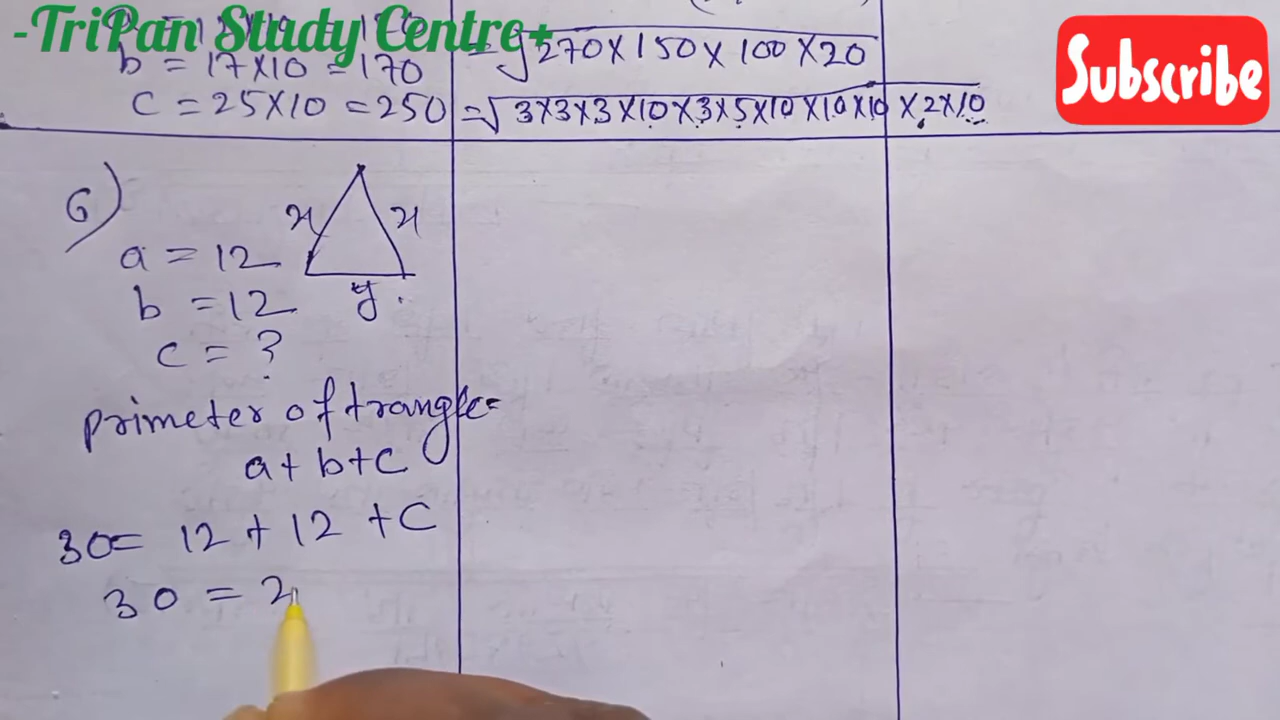 -TriPan Study Centre+
Subscribe
b = 17×10 = 170
c = 25×10 = 250
= √270×150×100×20
= √3×3×3×10×3×5×10×10×10×2×10
6)
x x
y
a = 12
b = 12
c = ?
primeter of trangle=
a+b+c
30= 12 + 12 + C
30 = 2